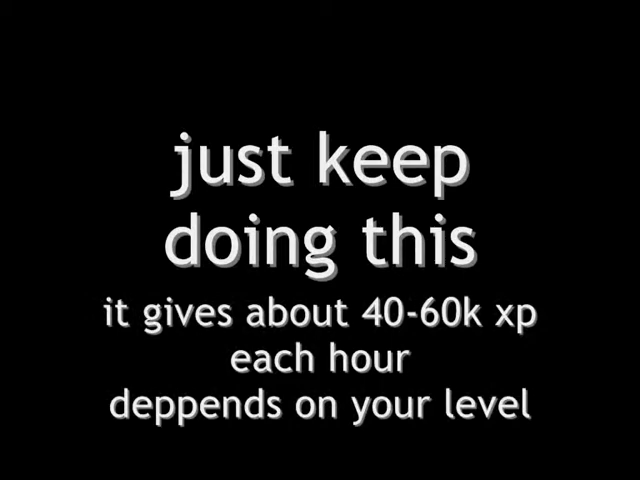 just keep
doing this
it gives about 40-60k xp
each hour
deppends on your level